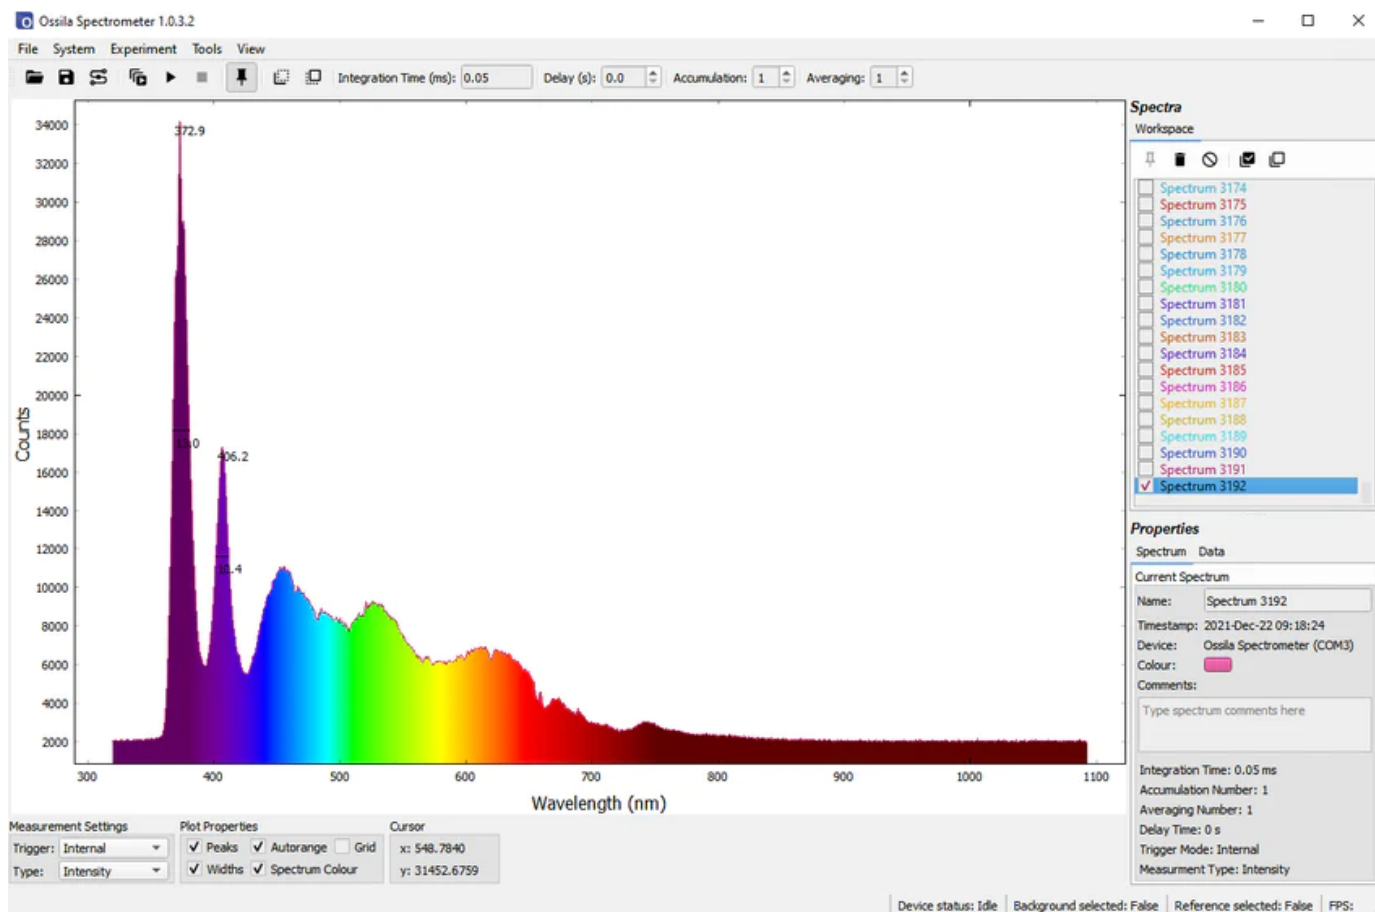 Ossila Spectrometer 1.0.3.2
File System Experiment Tools View
Integration Time (ms): 0.05 Delay (s): 0.0 Accumulation: 1 Averaging: 1
34000
32000
30000
28000
26000
24000
22000
20000
18000
16000
14000
12000
10000
8000
6000
4000
2000
Counts
372.9
406.2
300 400 500 600 700 800 900 1000 1100
Wavelength (nm)
Spectra
Workspace
Spectrum 3174
Spectrum 3175
Spectrum 3176
Spectrum 3177
Spectrum 3178
Spectrum 3179
Spectrum 3180
Spectrum 3181
Spectrum 3182
Spectrum 3183
Spectrum 3184
Spectrum 3185
Spectrum 3186
Spectrum 3187
Spectrum 3188
Spectrum 3189
Spectrum 3190
Spectrum 3191
Spectrum 3192
Properties
Spectrum Data
Current Spectrum
Name: Spectrum 3192
Timestamp: 2021-Dec-22 09:18:24
Device: Ossila Spectrometer (COM3)
Colour:
Comments:
Type spectrum comments here
Integration Time: 0.05 ms
Accumulation Number: 1
Averaging Number: 1
Delay Time: 0 s
Trigger Mode: Internal
Measurment Type: Intensity
Measurement Settings
Trigger: Internal
Type: Intensity
Plot Properties
Peaks Autorange Grid
Widths Spectrum Colour
Cursor
x: 548.7840
y: 31452.6759
Device status: Idle Background selected: False Reference selected: False FPS: